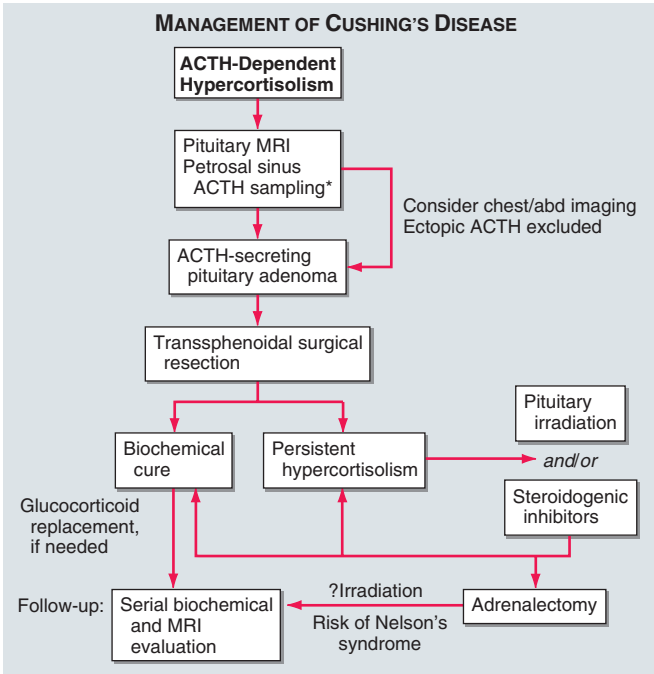 MANAGEMENT OF CUSHING'S DISEASE
ACTH-Dependent
Hypercortisolism
Pituitary MRI
Petrosal sinus
ACTH sampling*
Consider chest/abd imaging
Ectopic ACTH excluded
ACTH-secreting
pituitary adenoma
Transsphenoidal surgical
resection
Pituitary
irradiation
Biochemical
cure
Persistent
hypercortisolism
and/or
Steroidogenic
inhibitors
Glucocorticoid
replacement,
if needed
Follow-up:
Serial biochemical
and MRI
evaluation
?Irradiation
Risk of Nelson's
syndrome
Adrenalectomy